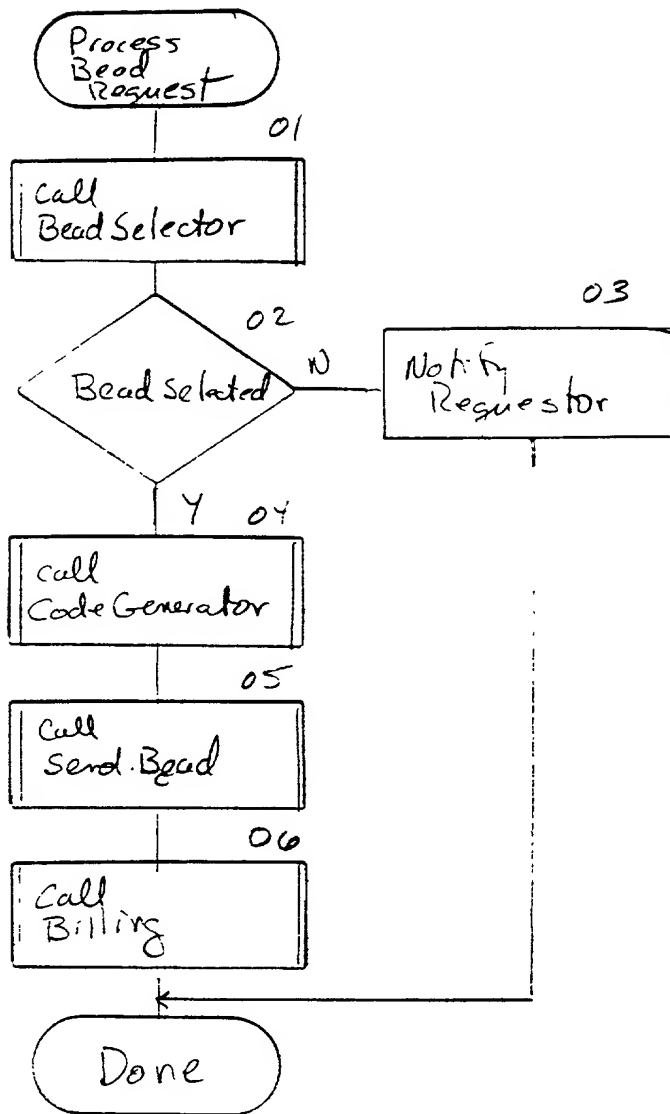 Process
Bead
Request
01
Call
Bead Selector
02
Bead Selected
N
03
Notify
Requestor
Y
04
Call
Code Generator
05
Call
Send.Bead
06
Call
Billing
Done